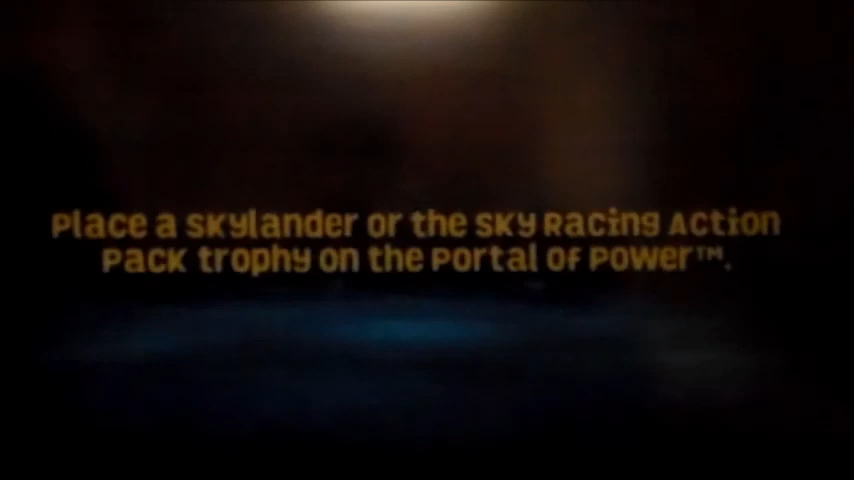 Place a Skylander or the Sky Racing Action
Pack trophy on the Portal of Power™.